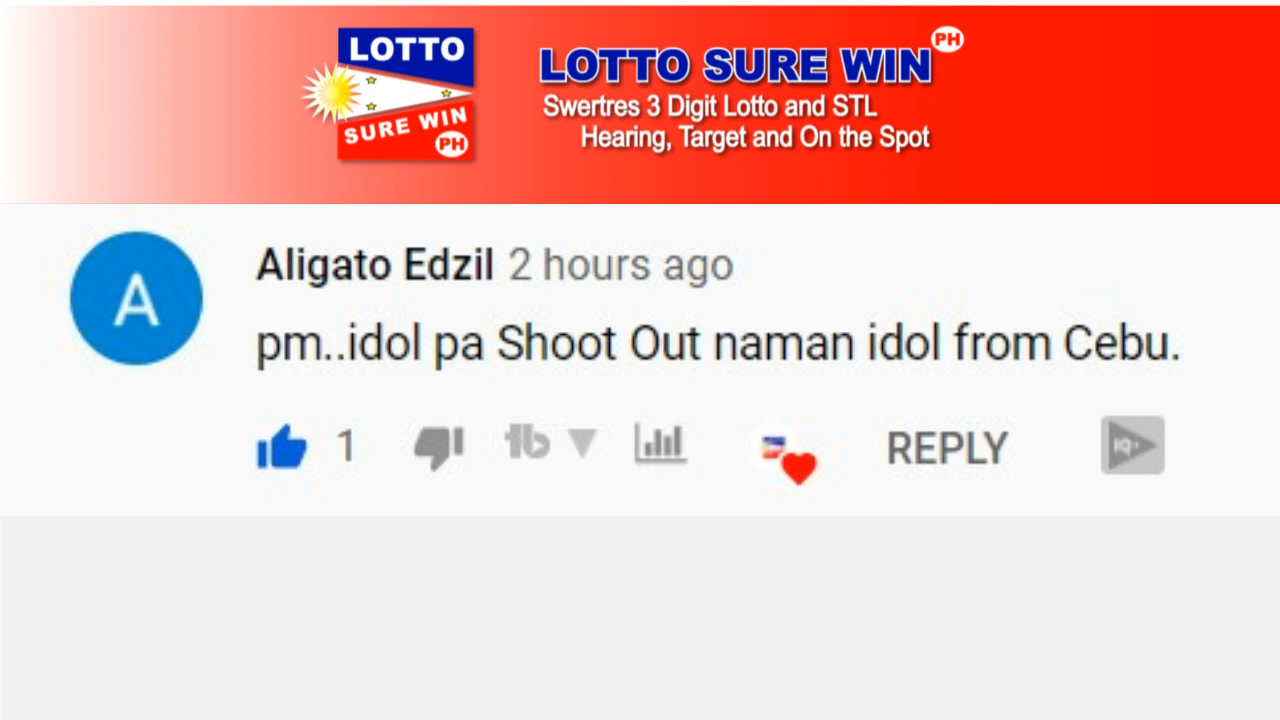 LOTTO
SURE WIN
PH
LOTTO SURE WIN PH
Swertres 3 Digit Lotto and STL
Hearing, Target and On the Spot
A
Aligato Edzil 2 hours ago
pm..idol pa Shoot Out naman idol from Cebu.
1 REPLY